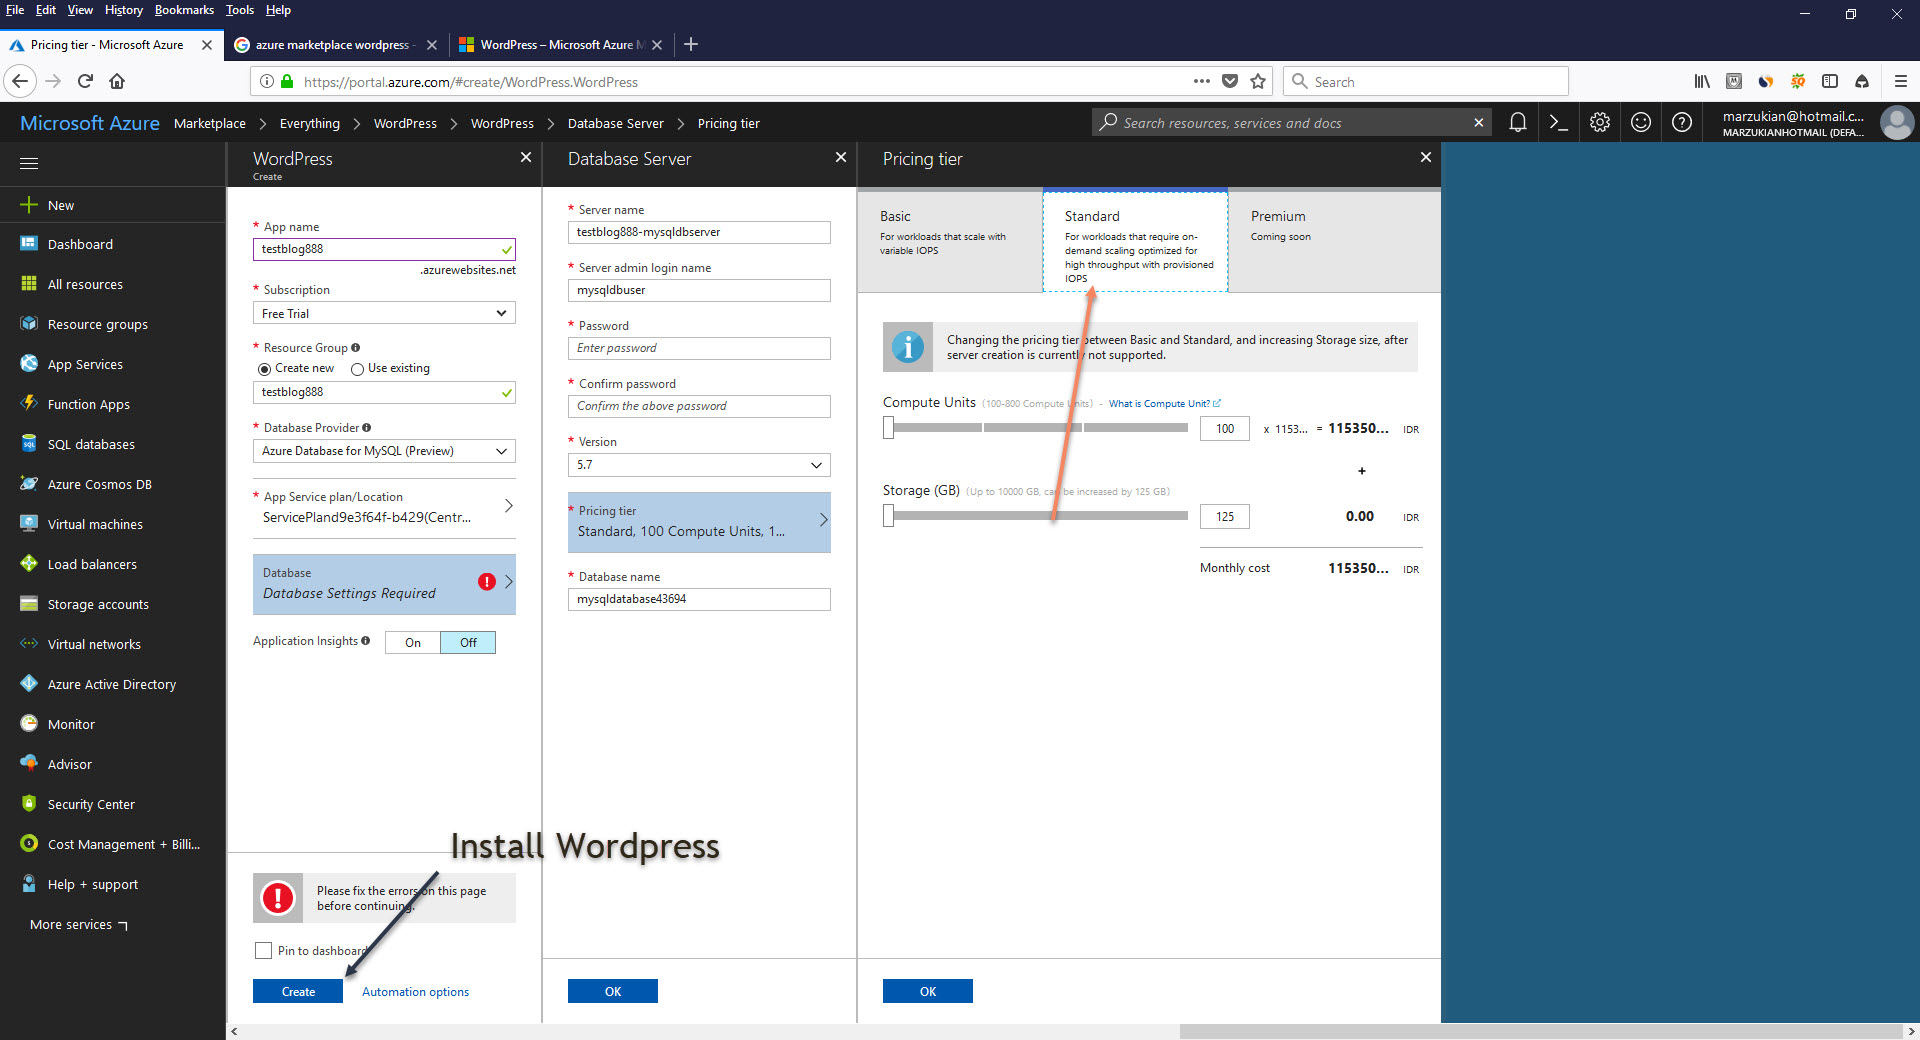 File Edit View History Bookmarks Tools Help
Pricing tier - Microsoft Azure
azure marketplace wordpress -
WordPress – Microsoft Azure M
https://portal.azure.com/#create/WordPress.WordPress
Search
Microsoft Azure Marketplace > Everything > WordPress > WordPress > Database Server > Pricing tier
Search resources, services and docs
marzukian@hotmail.c...
MARZUKIANHOTMAIL (DEFA...
New
Dashboard
All resources
Resource groups
App Services
Function Apps
SQL databases
Azure Cosmos DB
Virtual machines
Load balancers
Storage accounts
Virtual networks
Azure Active Directory
Monitor
Advisor
Security Center
Cost Management + Billi...
Help + support
More services
WordPress
Create
* App name
testblog888
.azurewebsites.net
* Subscription
Free Trial
* Resource Group
Create new Use existing
testblog888
* Database Provider
Azure Database for MySQL (Preview)
* App Service plan/Location
ServicePland9e3f64f-b429(Centr...
Database
Database Settings Required
Application Insights On Off
Install Wordpress
Please fix the errors on this page
before continuing.
Pin to dashboard
Create Automation options
Database Server
* Server name
testblog888-mysqldbserver
* Server admin login name
mysqldbuser
* Password
Enter password
* Confirm password
Confirm the above password
* Version
5.7
* Pricing tier
Standard, 100 Compute Units, 1...
* Database name
mysqldatabase43694
OK
Pricing tier
Basic
For workloads that scale with
variable IOPS
Standard
For workloads that require on-
demand scaling optimized for
high throughput with provisioned
IOPS
Premium
Coming soon
Changing the pricing tier between Basic and Standard, and increasing Storage size, after
server creation is currently not supported.
Compute Units (100-800 Compute Units) - What is Compute Unit?
100 x 1153... = 115350... IDR
+
Storage (GB) (Up to 10000 GB, can be increased by 125 GB)
125 0.00 IDR
Monthly cost 115350... IDR
OK